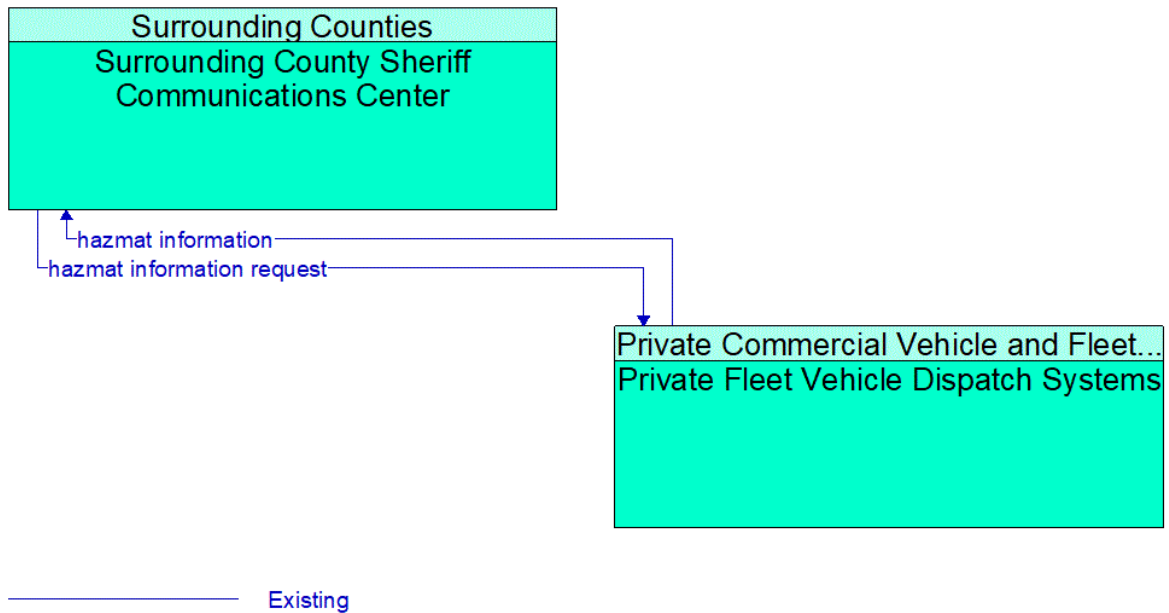 Surrounding Counties
Surrounding County Sheriff
Communications Center
hazmat information
hazmat information request
Private Commercial Vehicle and Fleet...
Private Fleet Vehicle Dispatch Systems
Existing